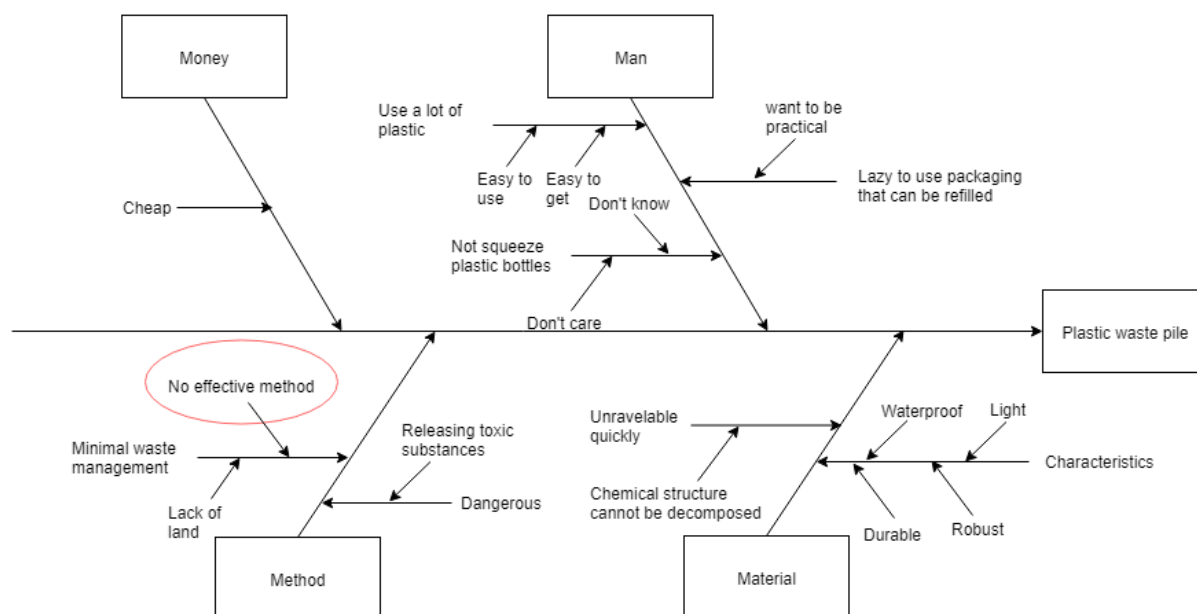 Money
Man
Use a lot of
plastic
want to be
practical
Easy to
use
Easy to
get
Lazy to use packaging
that can be refilled
Cheap
Don't know
Not squeeze
plastic bottles
Don't care
Plastic waste pile
No effective method
Minimal waste
management
Releasing toxic
substances
Lack of
land
Dangerous
Method
Unravelable
quickly
Waterproof
Light
Characteristics
Chemical structure
cannot be decomposed
Durable
Robust
Material